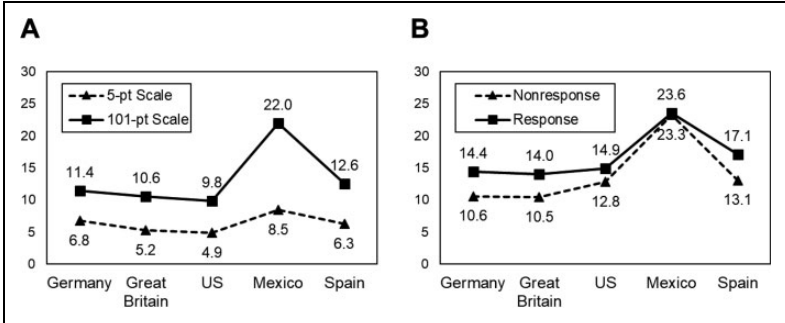 A
30
25
20
15
10
5
0
5-pt Scale
101-pt Scale
11.4
10.6
9.8
22.0
12.6
6.8
5.2
4.9
8.5
6.3
Germany
Great
Britain
US
Mexico
Spain
B
30
25
20
15
10
5
0
Nonresponse
Response
14.4
14.0
14.9
23.6
17.1
10.6
10.5
12.8
23.3
13.1
Germany
Great
Britain
US
Mexico
Spain